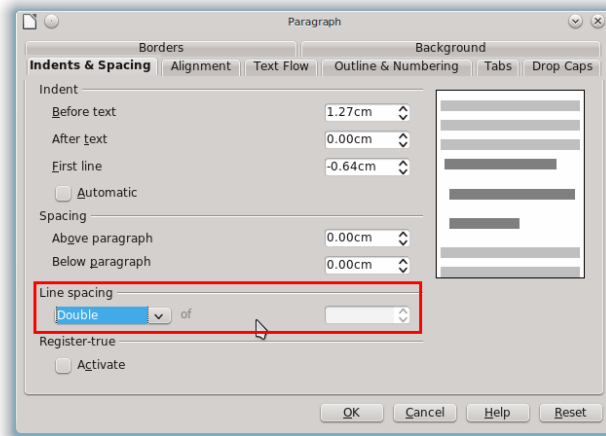 Paragraph
Borders Background
Indents & Spacing Alignment Text Flow Outline & Numbering Tabs Drop Caps
Indent
Before text 1.27cm
After text 0.00cm
First line -0.64cm
Automatic
Spacing
Above paragraph 0.00cm
Below paragraph 0.00cm
Line spacing
Double of
Register-true
Activate
OK Cancel Help Reset